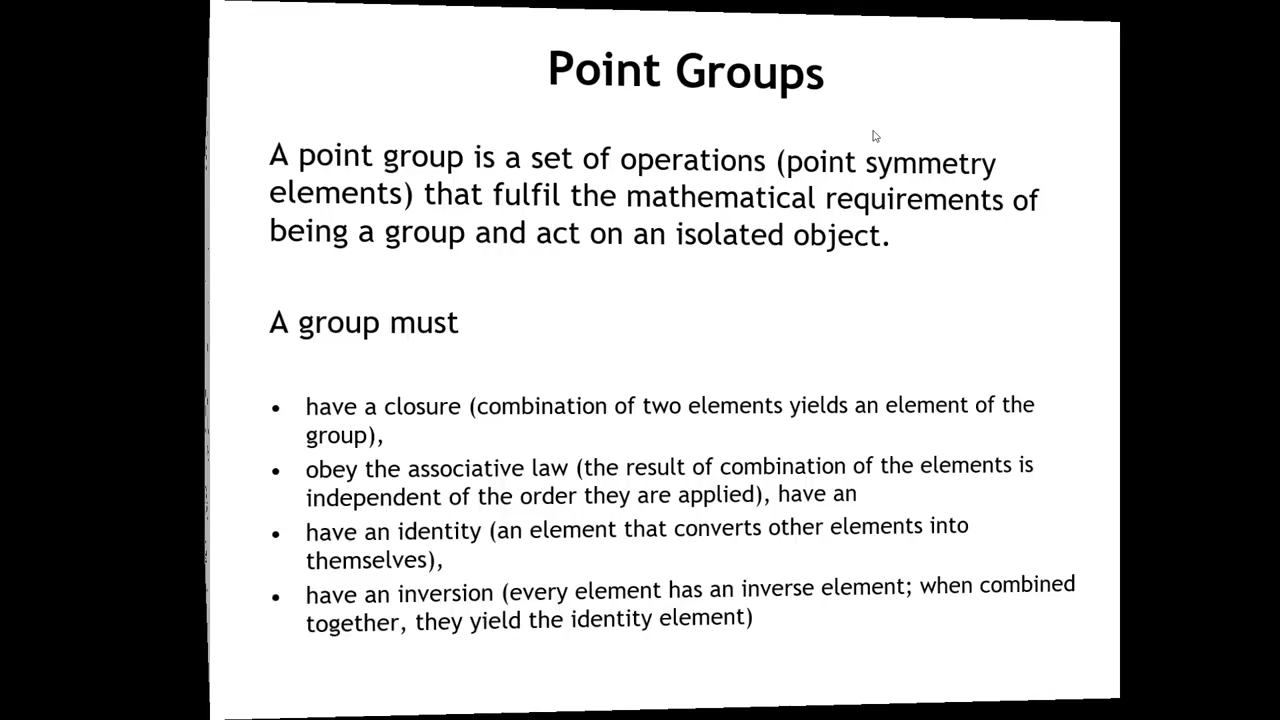 Point Groups
A point group is a set of operations (point symmetry
elements) that fulfil the mathematical requirements of
being a group and act on an isolated object.
A group must
• have a closure (combination of two elements yields an element of the
group),
• obey the associative law (the result of combination of the elements is
independent of the order they are applied), have an
• have an identity (an element that converts other elements into
themselves),
• have an inversion (every element has an inverse element; when combined
together, they yield the identity element)